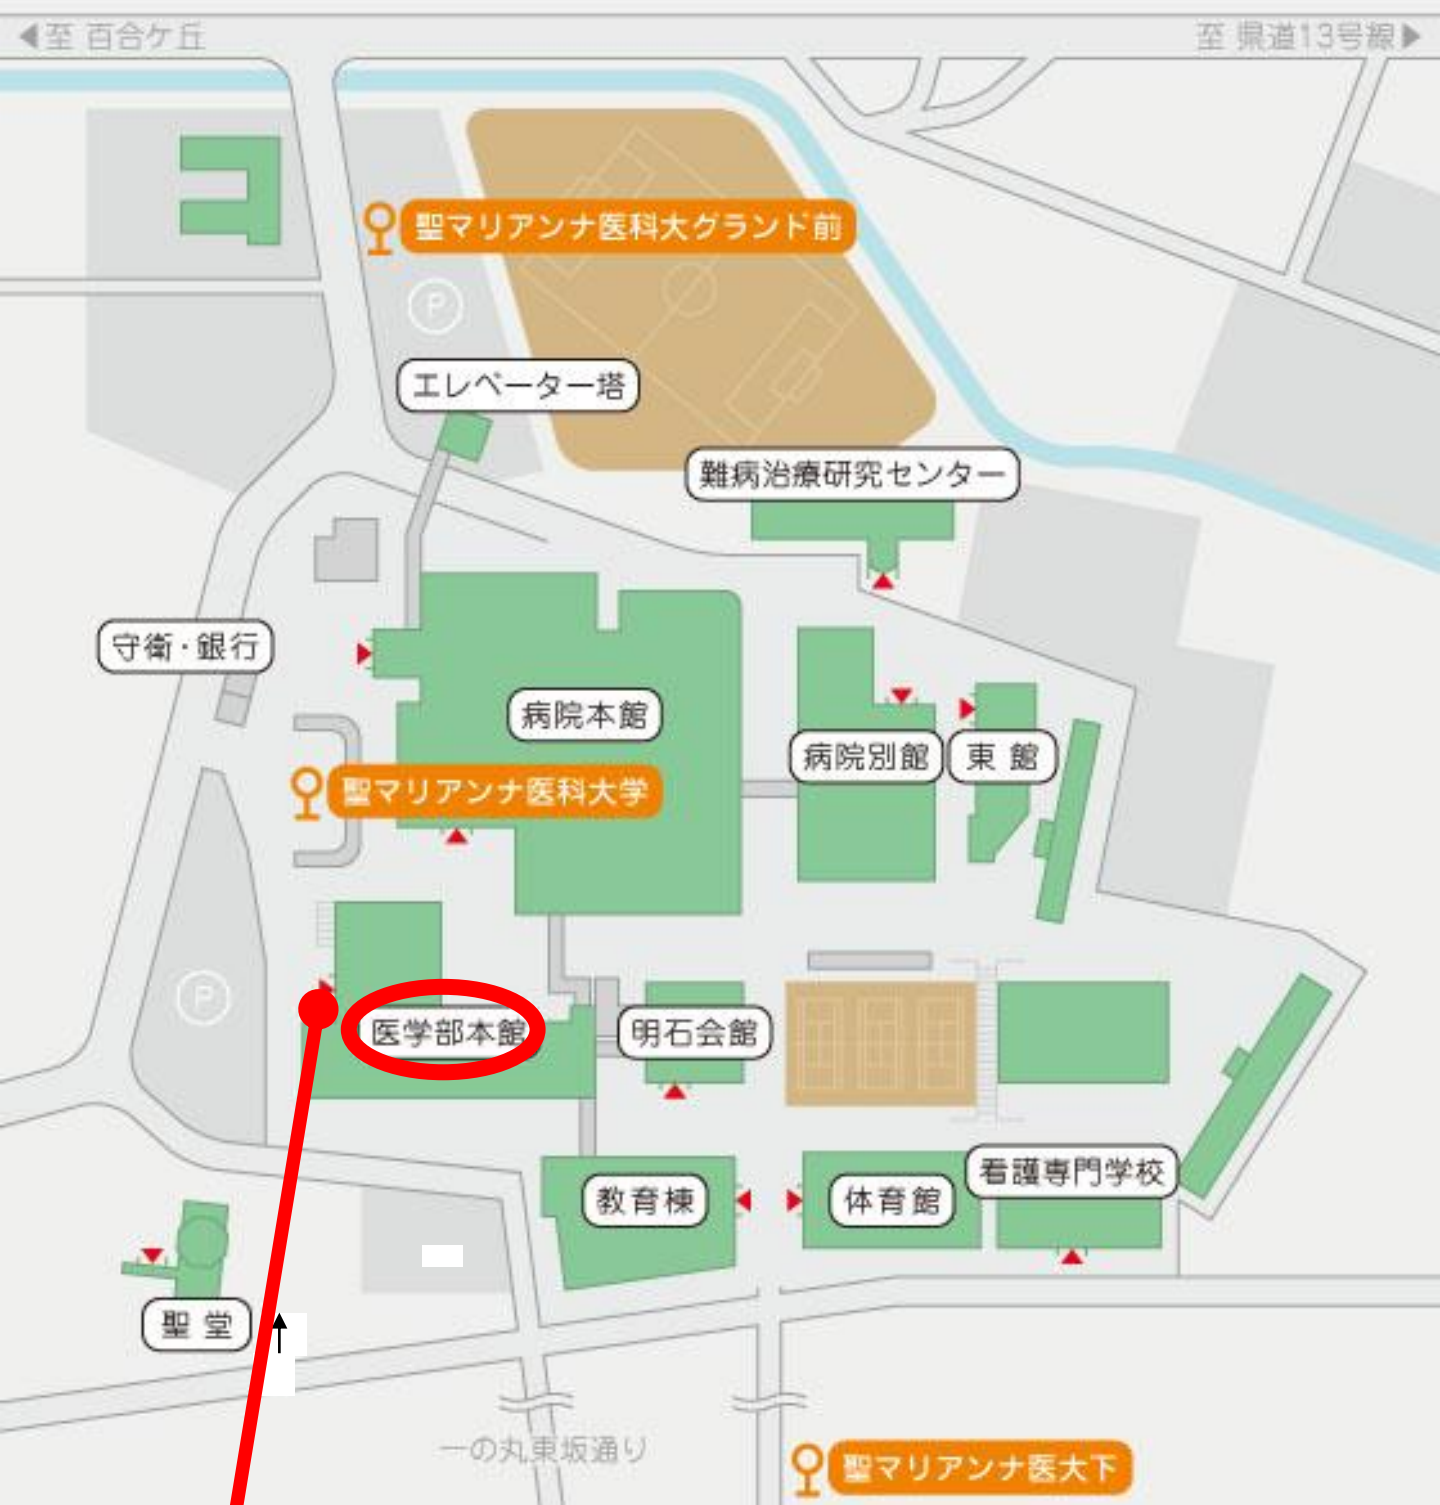 ◀至 百合ケ丘
至 県道13号線▶
聖マリアンナ医科大グランド前
P
エレベーター塔
難病治療研究センター
守衛・銀行
病院本館
病院別館
東 館
聖マリアンナ医科大学
P
医学部本館
明石会館
看護専門学校
教育棟
体育館
聖 堂
一の丸東坂通り
聖マリアンナ医大下